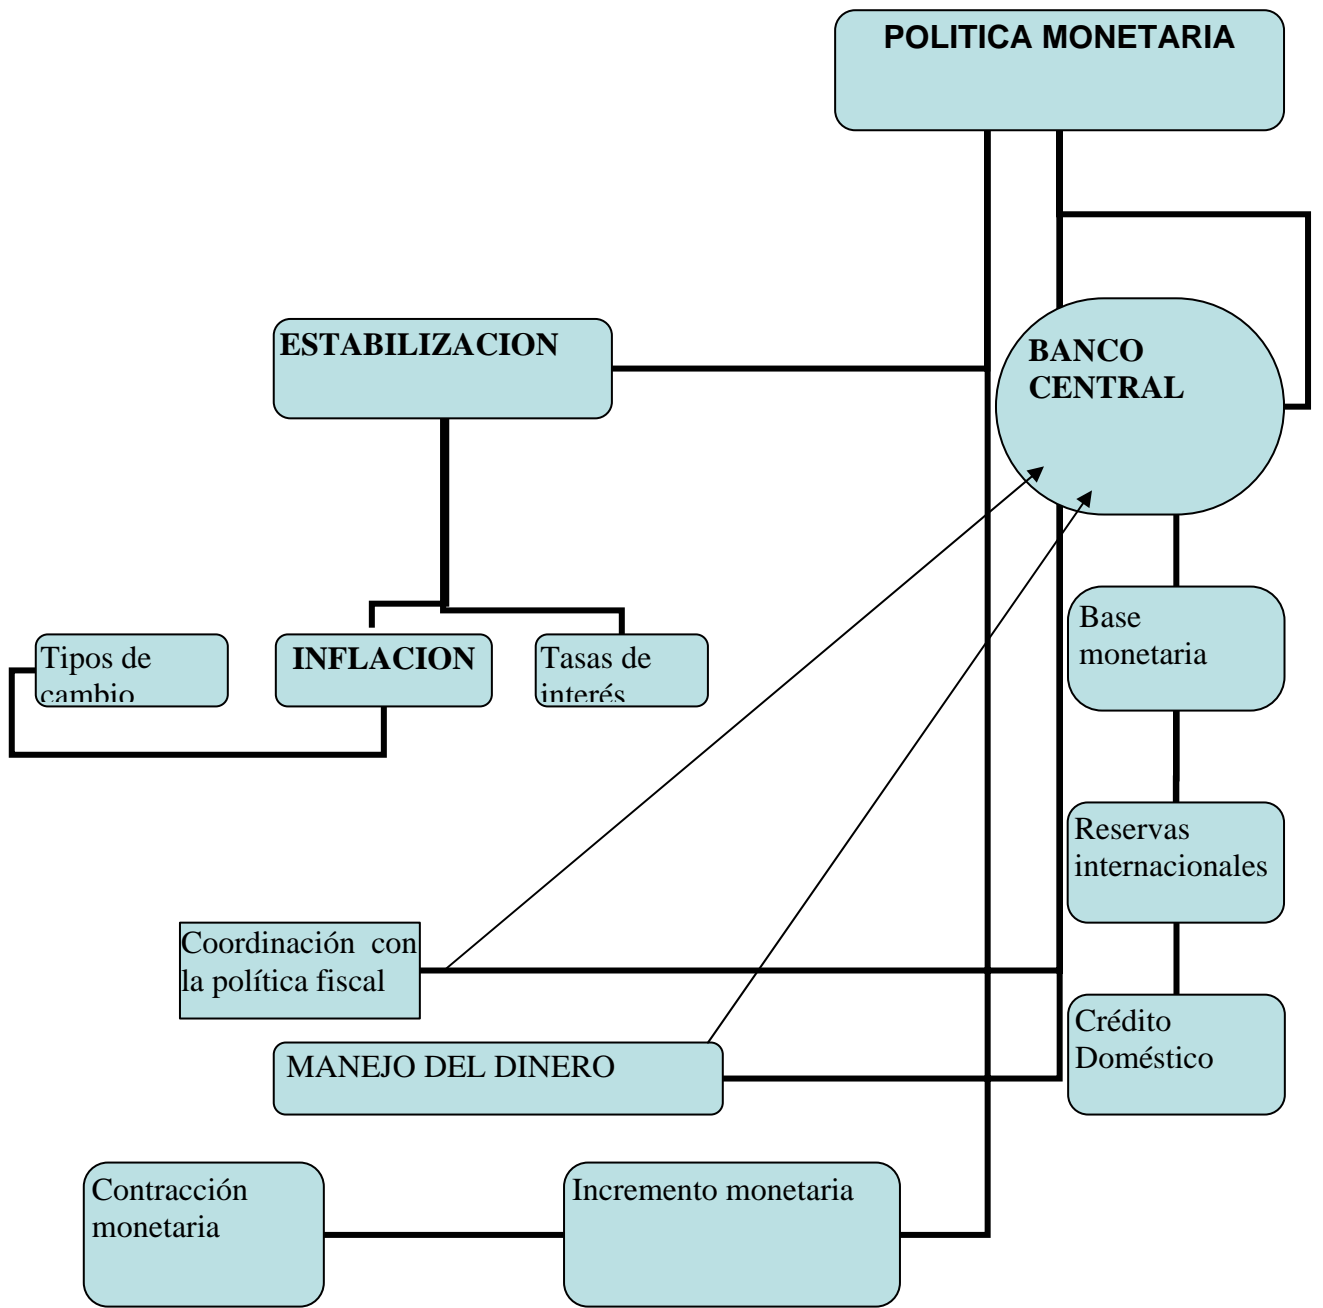 POLITICA MONETARIA
ESTABILIZACION
BANCO
CENTRAL
Tipos de
cambio
INFLACION
Tasas de
interés
Base
monetaria
Reservas
internacionales
Coordinación con
la política fiscal
Crédito
Doméstico
MANEJO DEL DINERO
Contracción
monetaria
Incremento monetaria